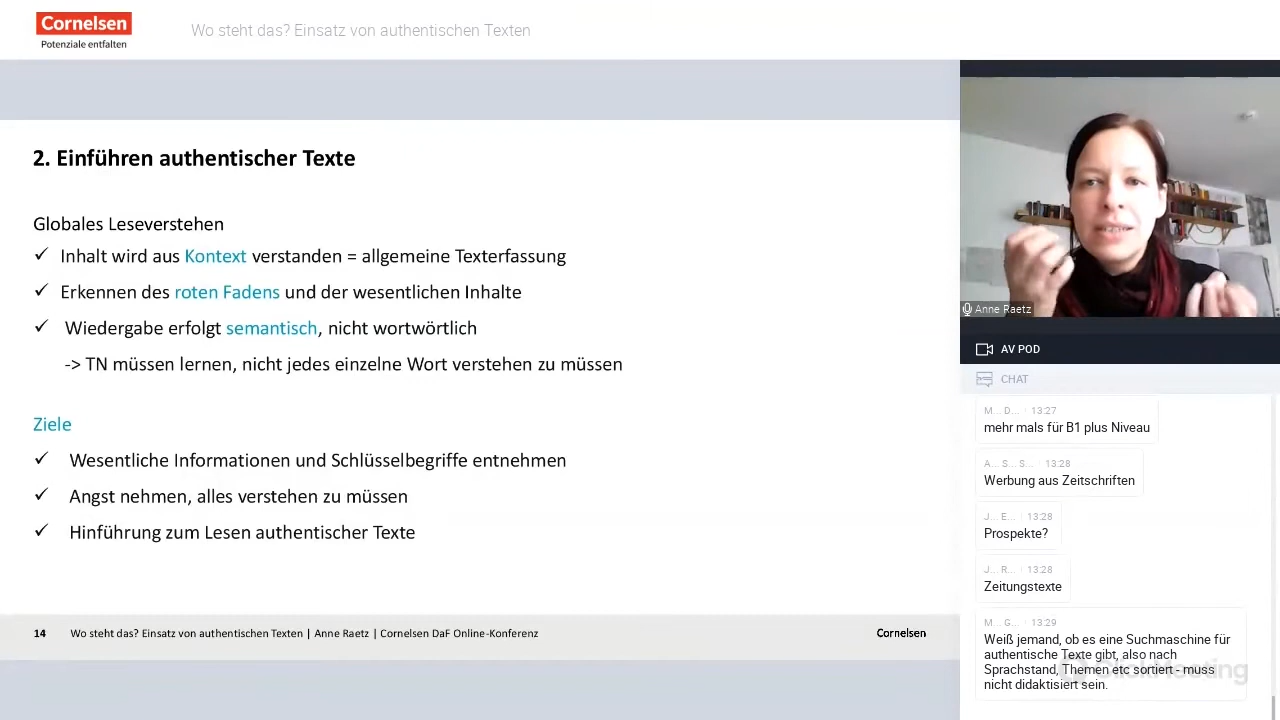 Cornelsen
Potenziale entfalten
Wo steht das? Einsatz von authentischen Texten
2. Einführen authentischer Texte
Globales Leseverstehen
✓ Inhalt wird aus Kontext verstanden = allgemeine Texterfassung
✓ Erkennen des roten Fadens und der wesentlichen Inhalte
✓ Wiedergabe erfolgt semantisch, nicht wortwörtlich
-> TN müssen lernen, nicht jedes einzelne Wort verstehen zu müssen
Ziele
✓ Wesentliche Informationen und Schlüsselbegriffe entnehmen
✓ Angst nehmen, alles verstehen zu müssen
✓ Hinführung zum Lesen authentischer Texte
14 Wo steht das? Einsatz von authentischen Texten | Anne Raetz | Cornelsen DaF Online-Konferenz
Cornelsen
Anne Raetz
AV POD
CHAT
M... D... 13:27
mehr mals für B1 plus Niveau
A... S... S... 13:28
Werbung aus Zeitschriften
J... E... 13:28
Prospekte?
J... R... 13:28
Zeitungstexte
M... G... 13:29
Weiß jemand, ob es eine Suchmaschine für
authentische Texte gibt, also nach
Sprachstand, Themen etc sortiert - muss
nicht didaktisiert sein.
ClickMeeting